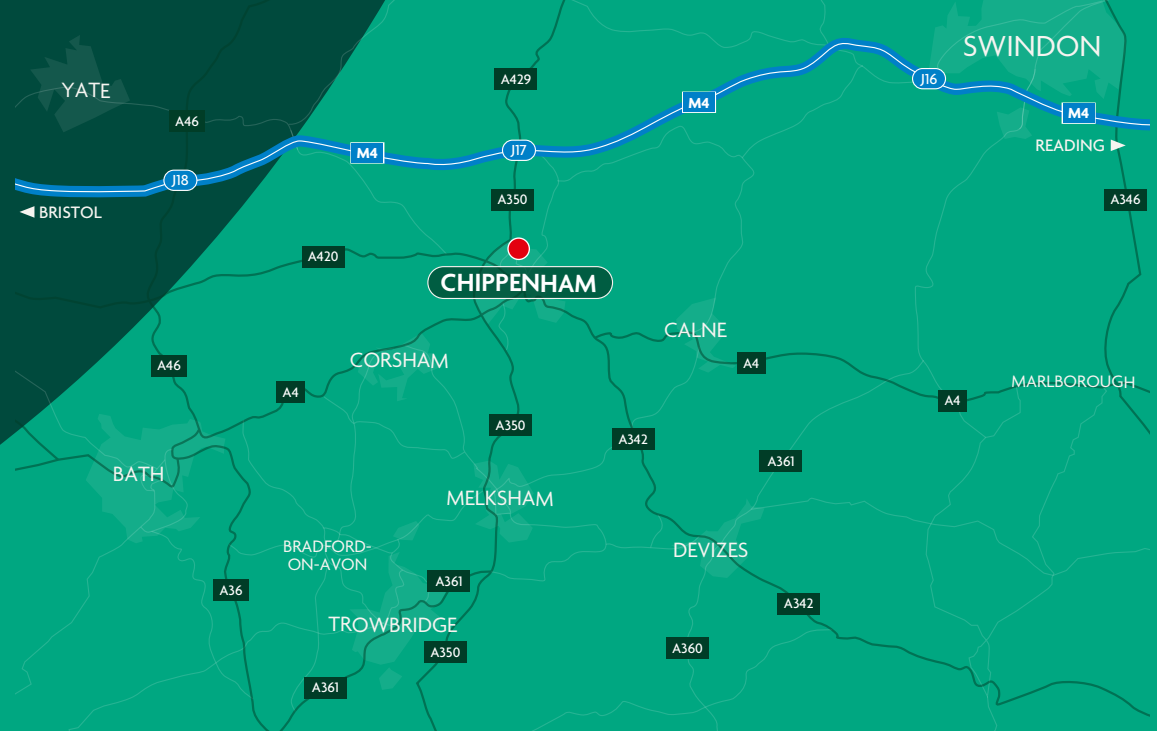 SWINDON
A429
J16
YATE
M4
M4
A46
READING ►
J17
M4
J18
A350
A346
◄ BRISTOL
A420
CHIPPENHAM
CALNE
CORSHAM
A46
A4
MARLBOROUGH
A4
A4
A350
A342
A361
BATH
MELKSHAM
BRADFORD-
ON-AVON
DEVIZES
A361
A36
A342
TROWBRIDGE
A350
A360
A361